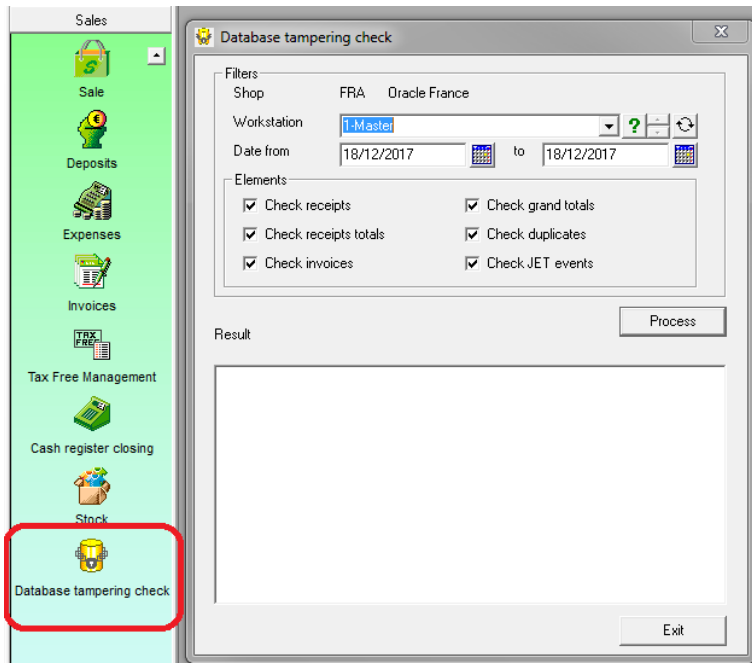 Sales
Sale
Deposits
Expenses
Invoices
TAX
FREE
Tax Free Management
Cash register closing
Stock
Database tampering check
Database tampering check
Filters
Shop FRA Oracle France
Workstation 1-Master ?
Date from 18/12/2017 to 18/12/2017
Elements
Check receipts Check grand totals
Check receipts totals Check duplicates
Check invoices Check JET events
Process
Result
Exit